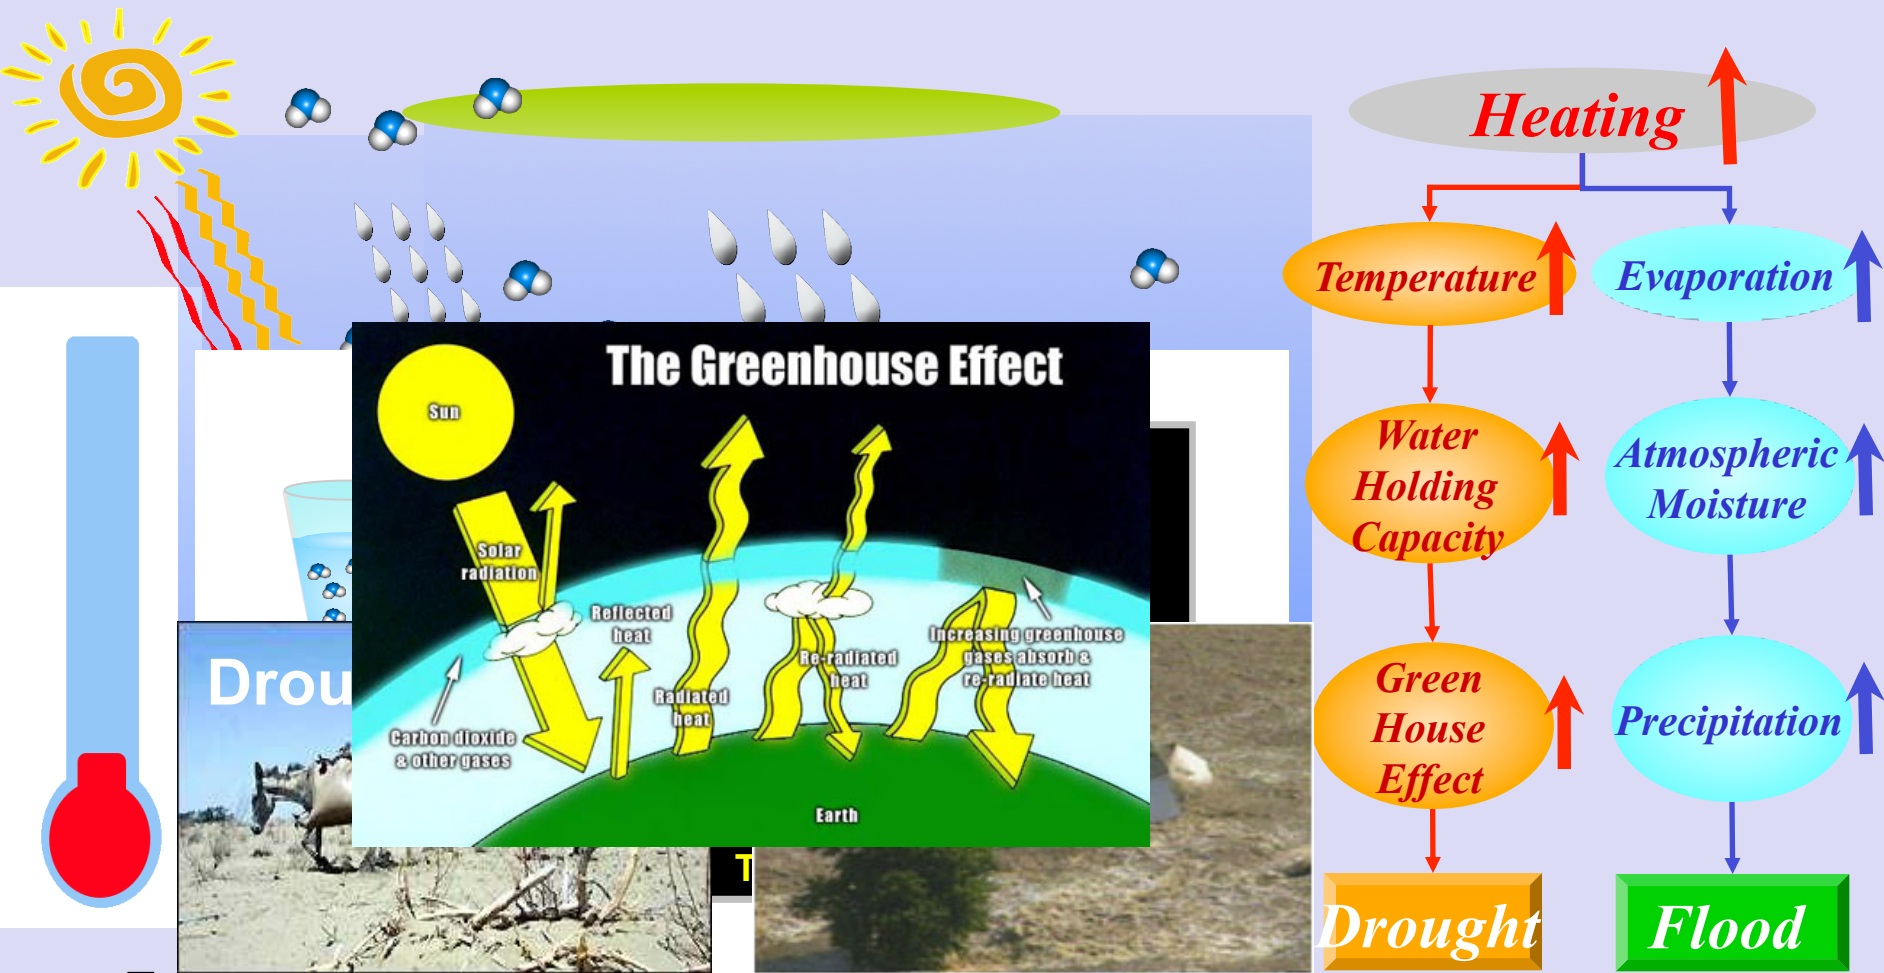 Heating
Temperature
Evaporation
Water
Holding
Capacity
Atmospheric
Moisture
Green
House
Effect
Precipitation
Drought
Flood
The Greenhouse Effect
Sun
Solar
radiation
Reflected
heat
Radiated
heat
Re-radiated
heat
Increasing greenhouse
gases absorb &
re-radiate heat
Carbon dioxide
& other gases
Earth
Drou
T